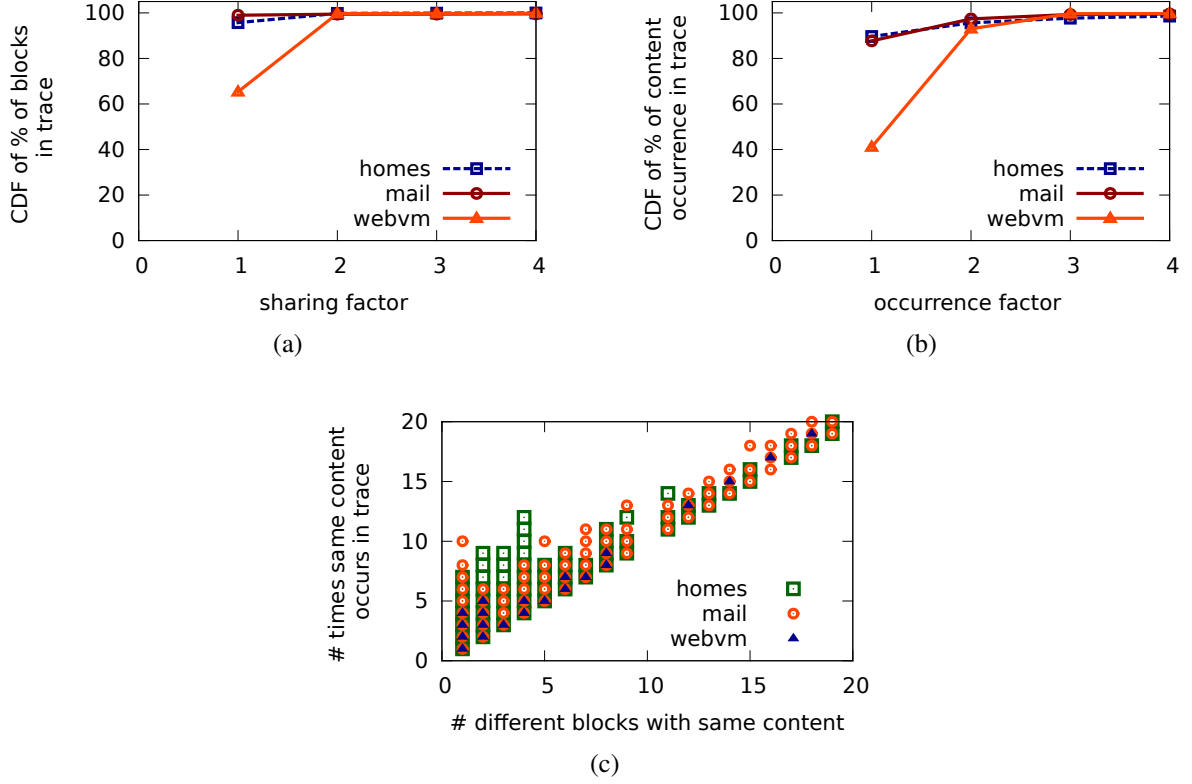 CDF of % of blocks
in trace
100
80
60
40
20
0
homes
mail
webvm
0 1 2 3 4
sharing factor
(a)
CDF of % of content
occurrence in trace
100
80
60
40
20
0
homes
mail
webvm
0 1 2 3 4
occurrence factor
(b)
# times same content
occurs in trace
20
15
10
5
0
homes
mail
webvm
0 5 10 15 20
# different blocks with same content
(c)